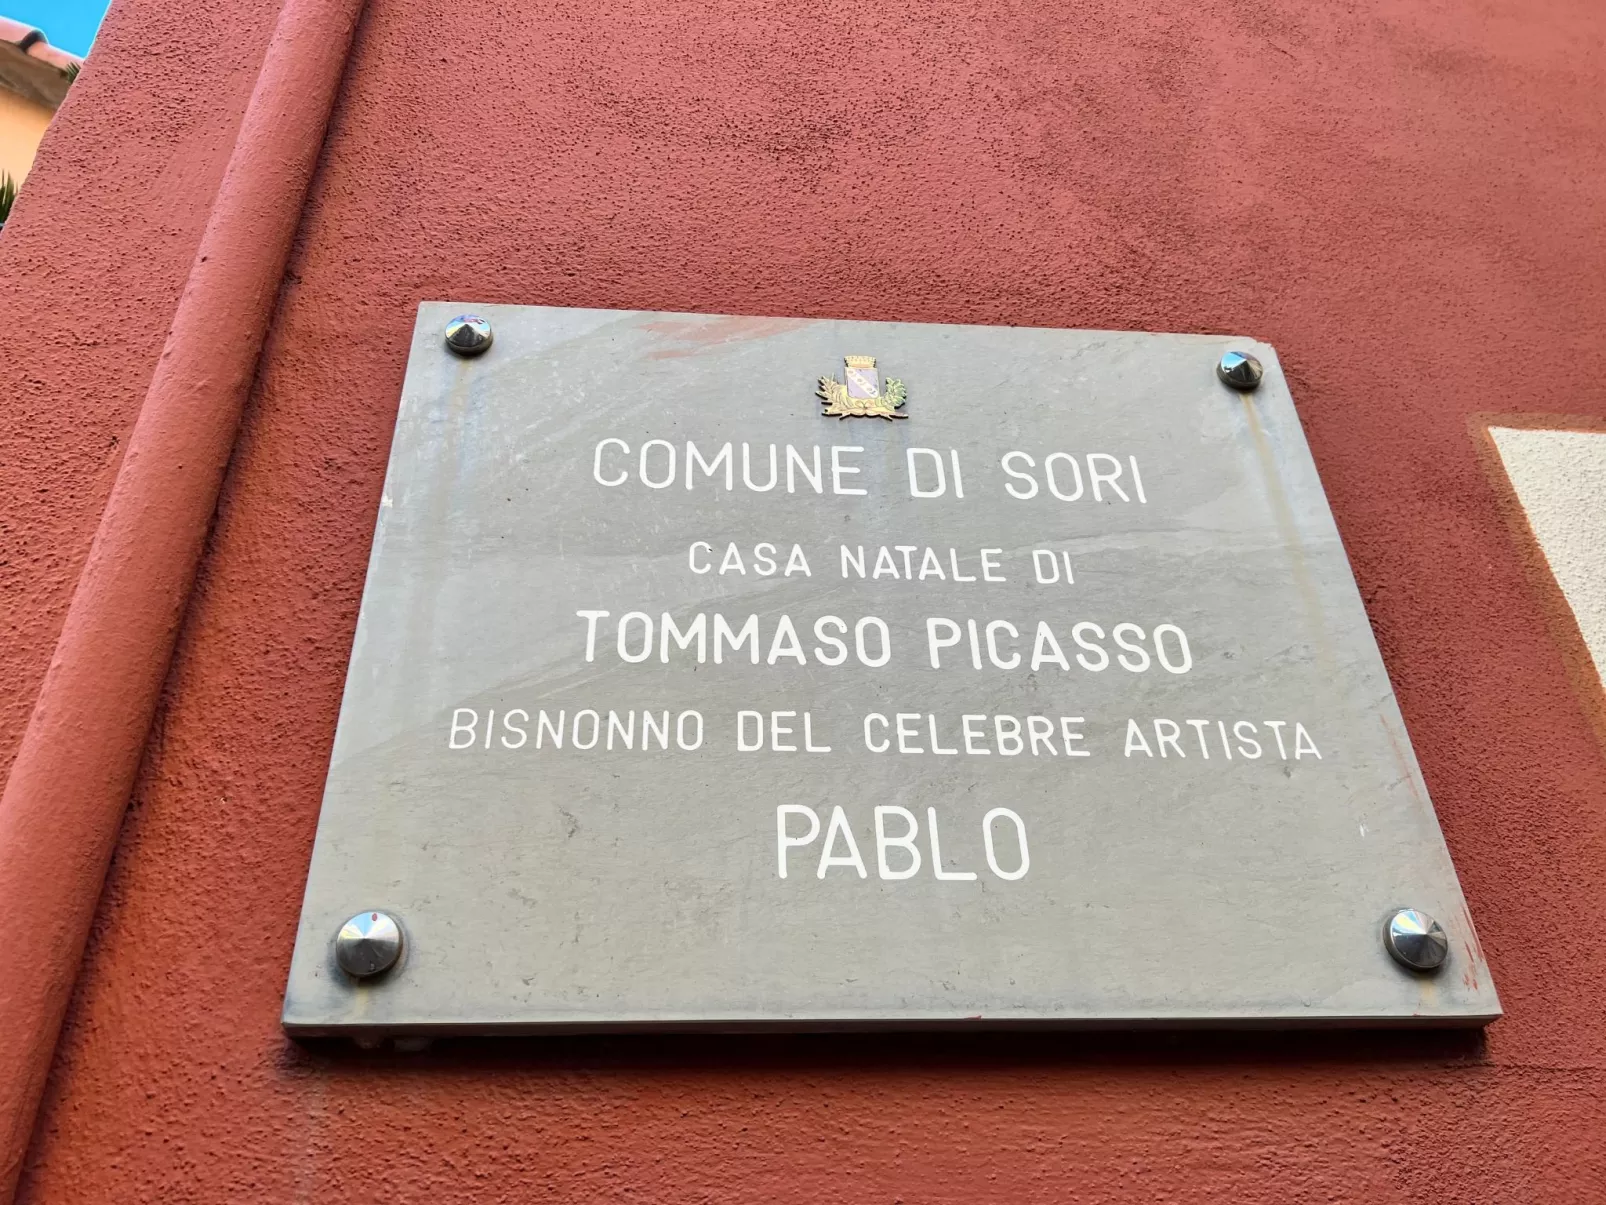 COMUNE DI SORI
CASA NATALE DI
TOMMASO PICASSO
BISNONNO DEL CELEBRE ARTISTA
PABLO